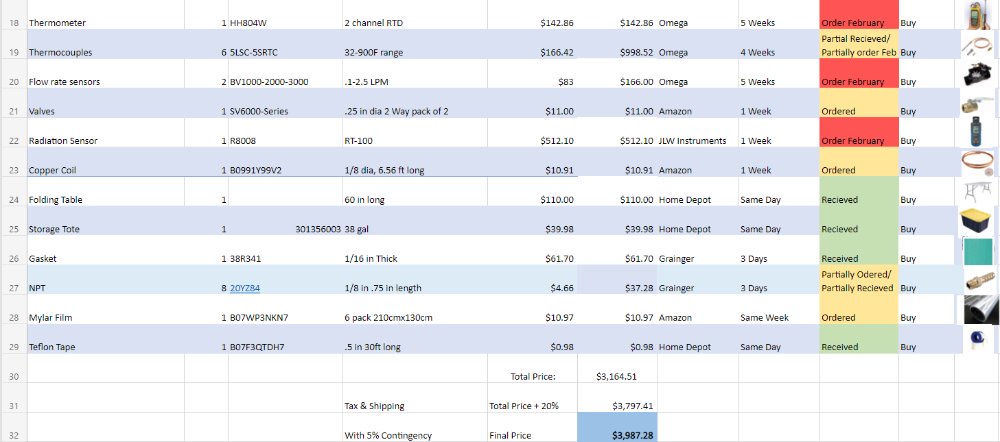 18 Thermometer 1 HH804W 2 channel RTD $142.86 $142.86 Omega 5 Weeks Order February Buy
Partial Recieved/
19 Thermocouples 6 5LSC-5SRTC 32-900F range $166.42 $998.52 Omega 4 Weeks Partially order Feb Buy
20 Flow rate sensors 2 BV1000-2000-3000 .1-2.5 LPM $83 $166.00 Omega 5 Weeks Order February Buy
21 Valves 1 SV6000-Series .25 in dia 2 Way pack of 2 $11.00 $11.00 Amazon 1 Week Ordered Buy
22 Radiation Sensor 1 R8008 RT-100 $512.10 $512.10 JLW Instruments 1 Week Order February Buy
23 Copper Coil 1 B0991Y99V2 1/8 dia, 6.56 ft long $10.91 $10.91 Amazon 1 Week Ordered Buy
24 Folding Table 1 60 in long $110.00 $110.00 Home Depot Same Day Recieved Buy
25 Storage Tote 1 301356003 38 gal $39.98 $39.98 Home Depot Same Day Recieved Buy
26 Gasket 1 38R341 1/16 in Thick $61.70 $61.70 Grainger 3 Days Received Buy
Partially Odered/
27 NPT 8 20YZ84 1/8 in .75 in length $4.66 $37.28 Grainger 3 Days Partially Recieved Buy
28 Mylar Film 1 B07WP3NKN7 6 pack 210cmx130cm $10.97 $10.97 Amazon Same Week Ordered Buy
29 Teflon Tape 1 B07F3QTDH7 .5 in 30ft long $0.98 $0.98 Home Depot Same Day Received Buy
30 Total Price: $3,164.51
31 Tax & Shipping Total Price + 20% $3,797.41
32 With 5% Contingency Final Price $3,987.28